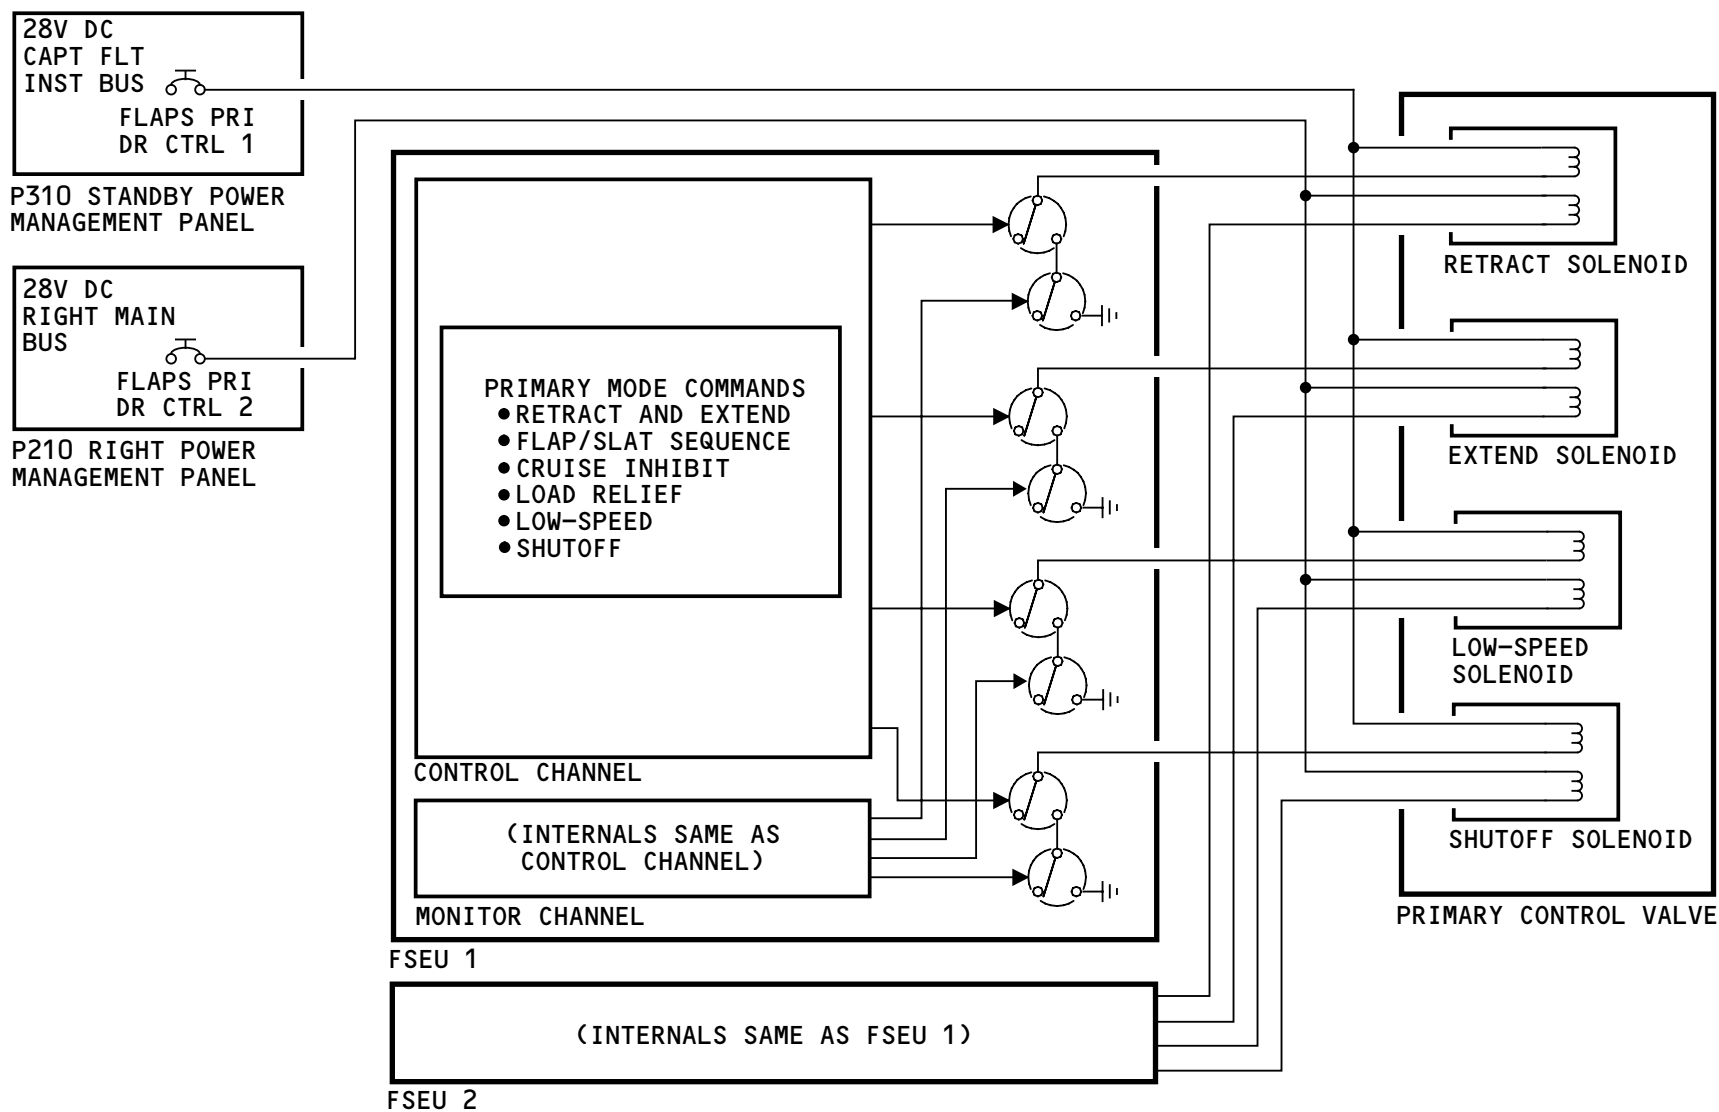 28V DC
CAPT FLT
INST BUS
FLAPS PRI
DR CTRL 1
P310 STANDBY POWER
MANAGEMENT PANEL
28V DC
RIGHT MAIN
BUS
FLAPS PRI
DR CTRL 2
P210 RIGHT POWER
MANAGEMENT PANEL
PRIMARY MODE COMMANDS
●RETRACT AND EXTEND
●FLAP/SLAT SEQUENCE
●CRUISE INHIBIT
●LOAD RELIEF
●LOW-SPEED
●SHUTOFF
CONTROL CHANNEL
(INTERNALS SAME AS
CONTROL CHANNEL)
MONITOR CHANNEL
FSEU 1
(INTERNALS SAME AS FSEU 1)
FSEU 2
RETRACT SOLENOID
EXTEND SOLENOID
LOW-SPEED
SOLENOID
SHUTOFF SOLENOID
PRIMARY CONTROL VALVE